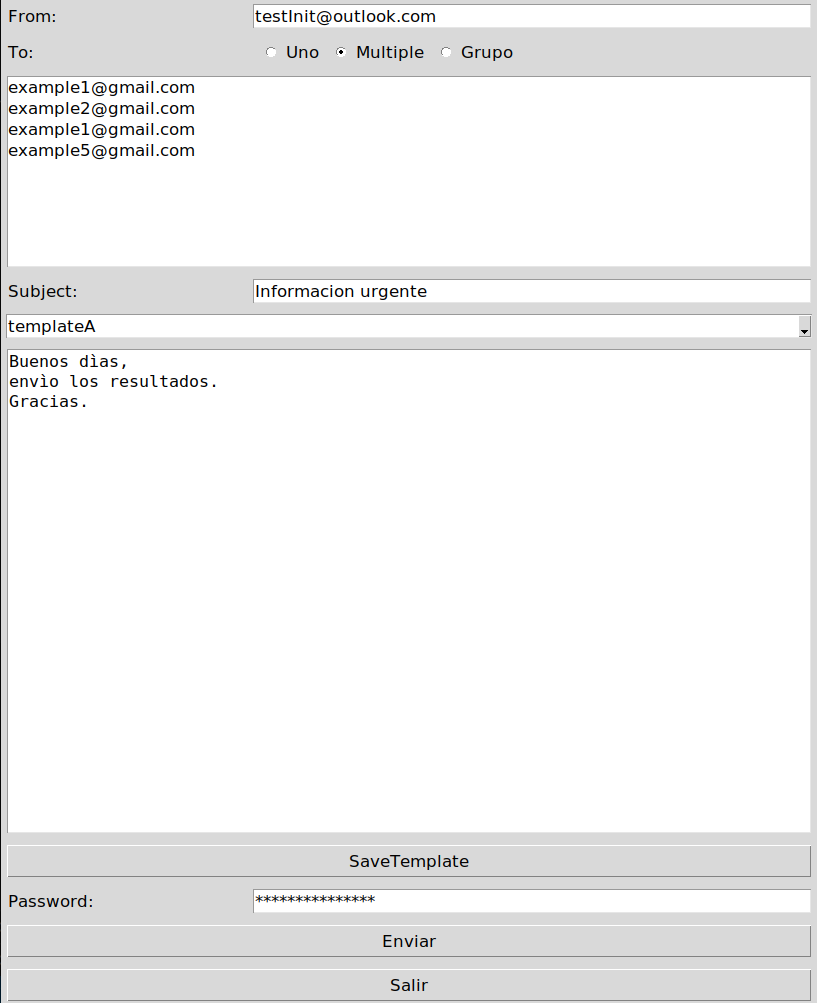 From: testInit@outlook.com
To: Uno Multiple Grupo
example1@gmail.com
example2@gmail.com
example1@gmail.com
example5@gmail.com
Subject: Informacion urgente
templateA
Buenos dìas,
envìo los resultados.
Gracias.
SaveTemplate
Password: ***************
Enviar
Salir